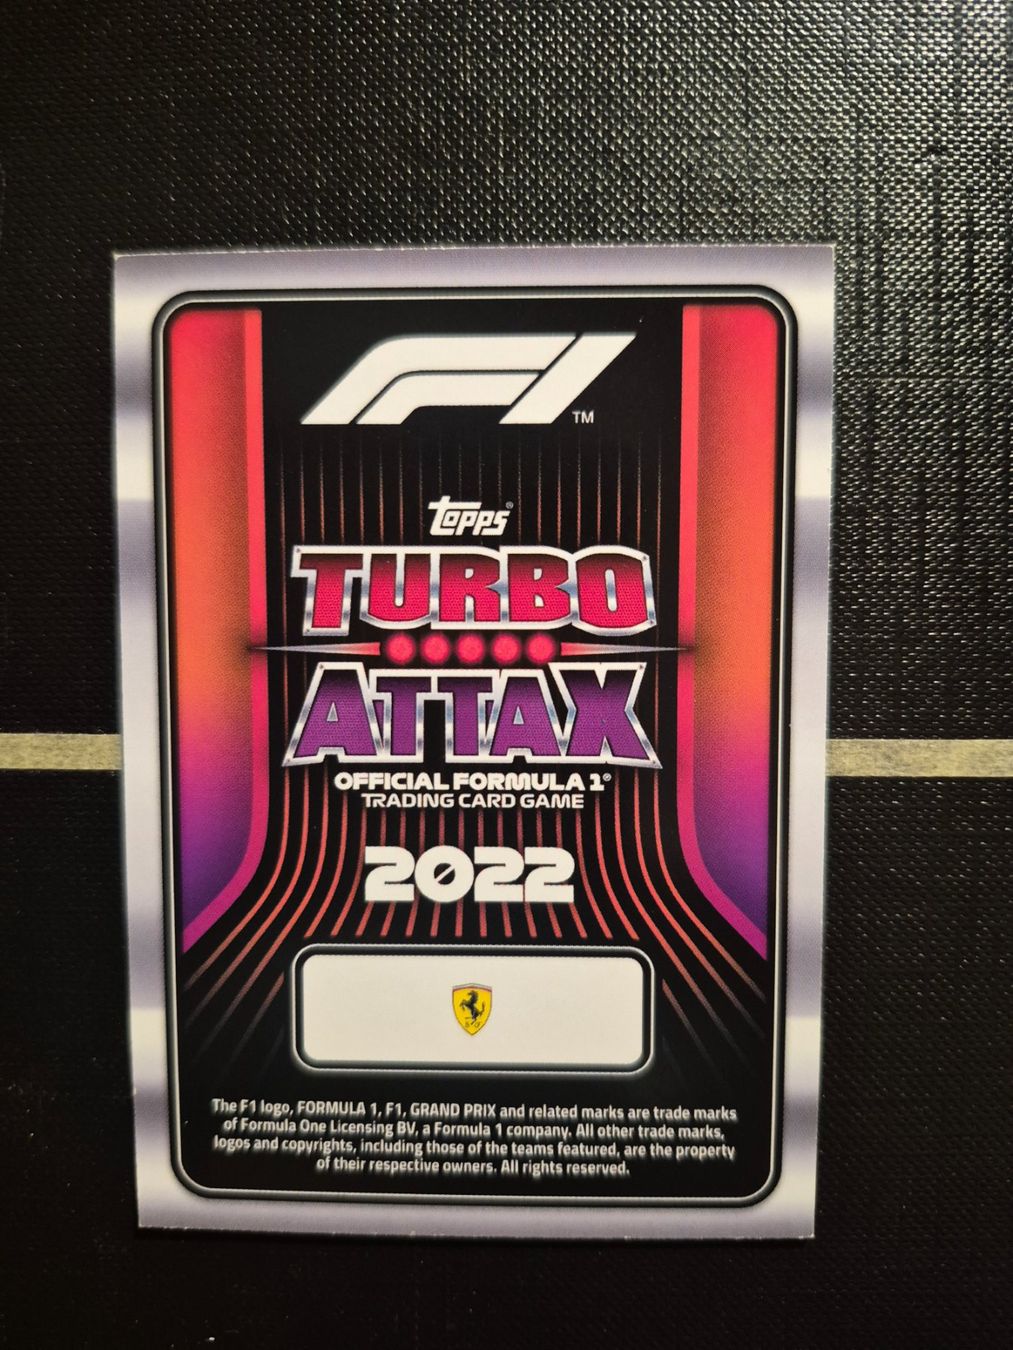 F1 TM
topps®
TURBO
ATTAX
OFFICIAL FORMULA 1®
TRADING CARD GAME
2022
S F
The F1 logo, FORMULA 1, F1, GRAND PRIX and related marks are trade marks
of Formula One Licensing BV, a Formula 1 company. All other trade marks,
logos and copyrights, including those of the teams featured, are the property
of their respective owners. All rights reserved.